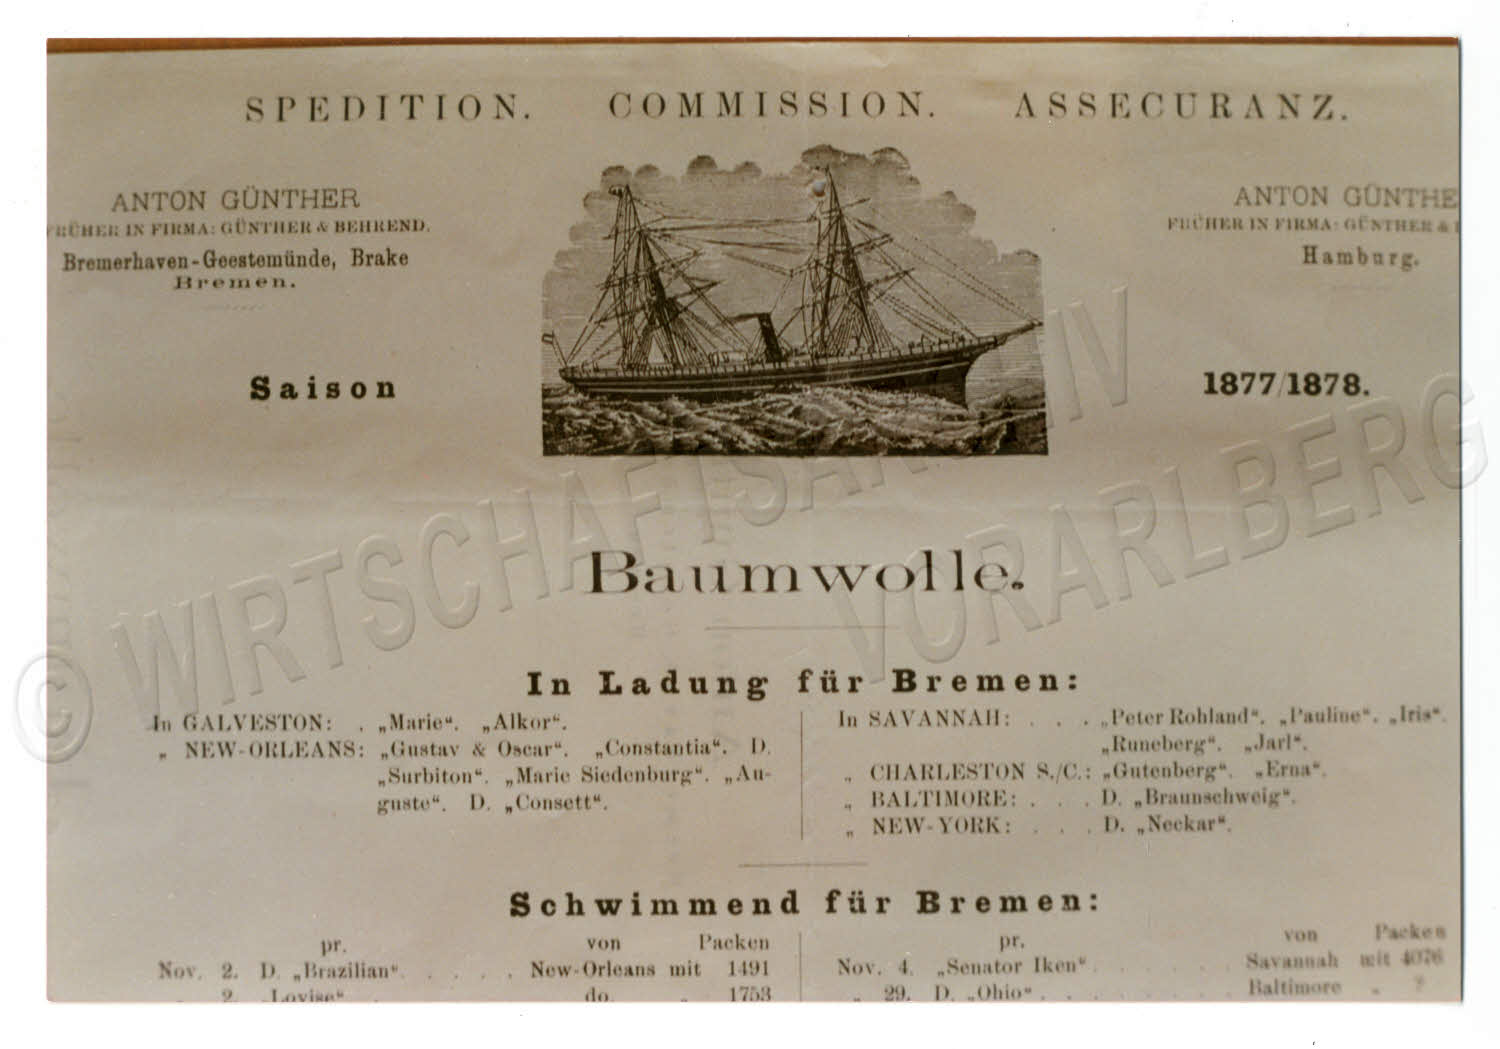 SPEDITION. COMMISSION. ASSECURANZ.
ANTON GÜNTHER
FRÜHER IN FIRMA: GÜNTHER & BEHREND.
Bremerhaven-Geestemünde, Brake
Bremen.
ANTON GÜNTHE
FRÜHER IN FIRMA: GÜNTHER &
Hamburg.
Saison
1877/1878.
Baumwolle.
In Ladung für Bremen:
In GALVESTON: . „Marie“. „Alkor“.
„ NEW-ORLEANS: „Gustav & Oscar“. „Constantia“. D.
„Surbiton“. „Marie Siedenburg“. „Au-
guste“. D. „Consett“.
In SAVANNAH: . . . „Peter Rohland“. „Pauline“. „Iris“.
„Runeberg“. „Jarl“.
„ CHARLESTON S./C.: „Gutenberg“. „Erna“.
„ BALTIMORE: . . . D. „Braunschweig“.
„ NEW-YORK: . . . D. „Neckar“.
Schwimmend für Bremen:
pr. von Packen
Nov. 2. D. „Brazilian“. . . . . New-Orleans mit 1491
„ 2. „Lovise“ do. „ 1753
pr. von Packen
Nov. 4. „Senator Iken“. . . . . Savannah mit 4076
„ 29. D. „Ohio“. . . . . . . Baltimore „ ?
© WIRTSCHAFTSARCHIV
VORARLBERG